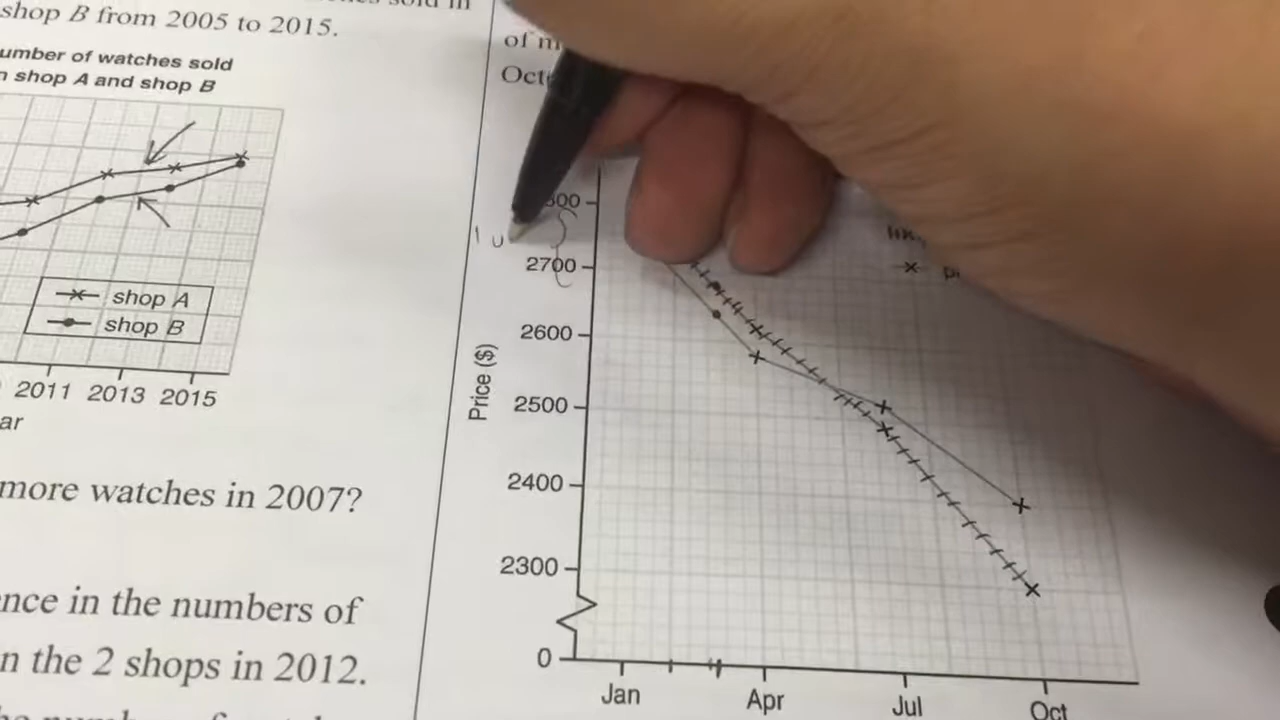 shop B from 2005 to 2015.
umber of watches sold
n shop A and shop B
shop A
shop B
2011 2013 2015
ar
more watches in 2007?
nce in the numbers of
n the 2 shops in 2012.
of m
Oct
10
2700
2600
2500
2400
2300
0
Price ($)
Jan Apr Jul Oct